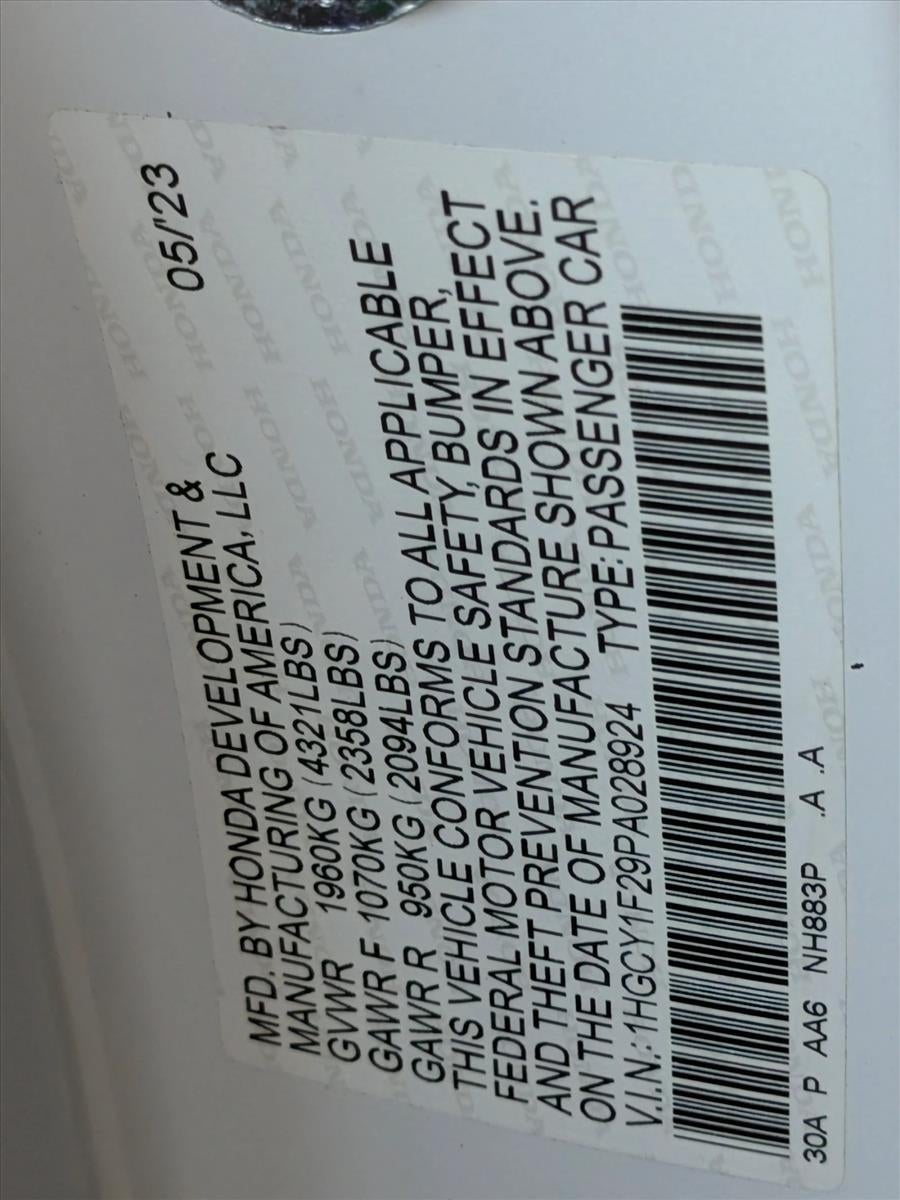 MFD. BY HONDA DEVELOPMENT & 05/'23
MANUFACTURING OF AMERICA, LLC
GVWR 1960KG (4321LBS)
GAWR F 1070KG (2358LBS)
GAWR R 950KG (2094LBS)
THIS VEHICLE CONFORMS TO ALL APPLICABLE
FEDERAL MOTOR VEHICLE SAFETY, BUMPER,
AND THEFT PREVENTION STANDARDS IN EFFECT
ON THE DATE OF MANUFACTURE SHOWN ABOVE.
V.I.N.: 1HGCY1F29PA028924 TYPE: PASSENGER CAR
30A P AA6 NH883P .A .A